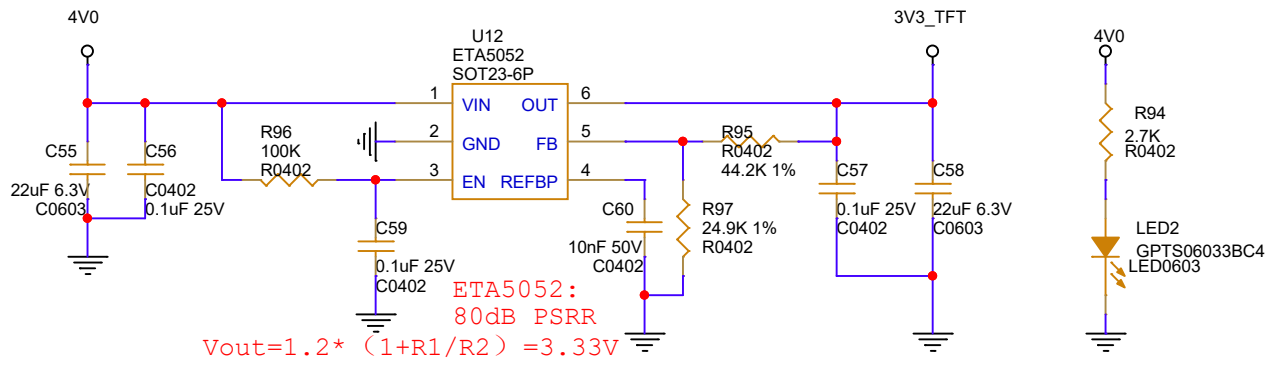 4V0
U12
ETA5052
SOT23-6P
3V3_TFT
4V0
1
VIN
OUT
6
2
GND
FB
5
3
EN
REFBP
4
R96
100K
R0402
R95
R0402
44.2K 1%
R94
2.7K
R0402
C55
22uF 6.3V
C0603
C56
C0402
0.1uF 25V
C59
0.1uF 25V
C0402
C60
10nF 50V
C0402
R97
24.9K 1%
R0402
C57
0.1uF 25V
C0402
C58
22uF 6.3V
C0603
LED2
GPTS06033BC4
LED0603
ETA5052:
80dB PSRR
Vout=1.2*（1+R1/R2）=3.33V